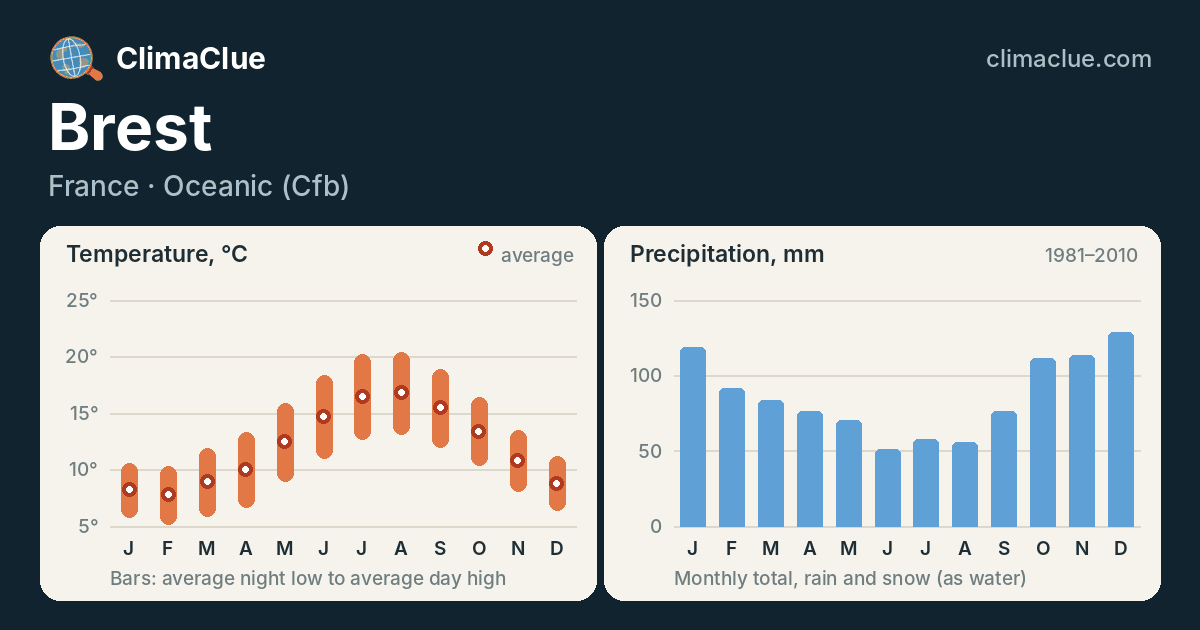 ClimaClue
climaclue.com
Brest
France · Oceanic (Cfb)
Temperature, °C
average
25°
20°
15°
10°
5°
J F M A M J J A S O N D
Bars: average night low to average day high
Precipitation, mm
1981–2010
150
100
50
0
J F M A M J J A S O N D
Monthly total, rain and snow (as water)